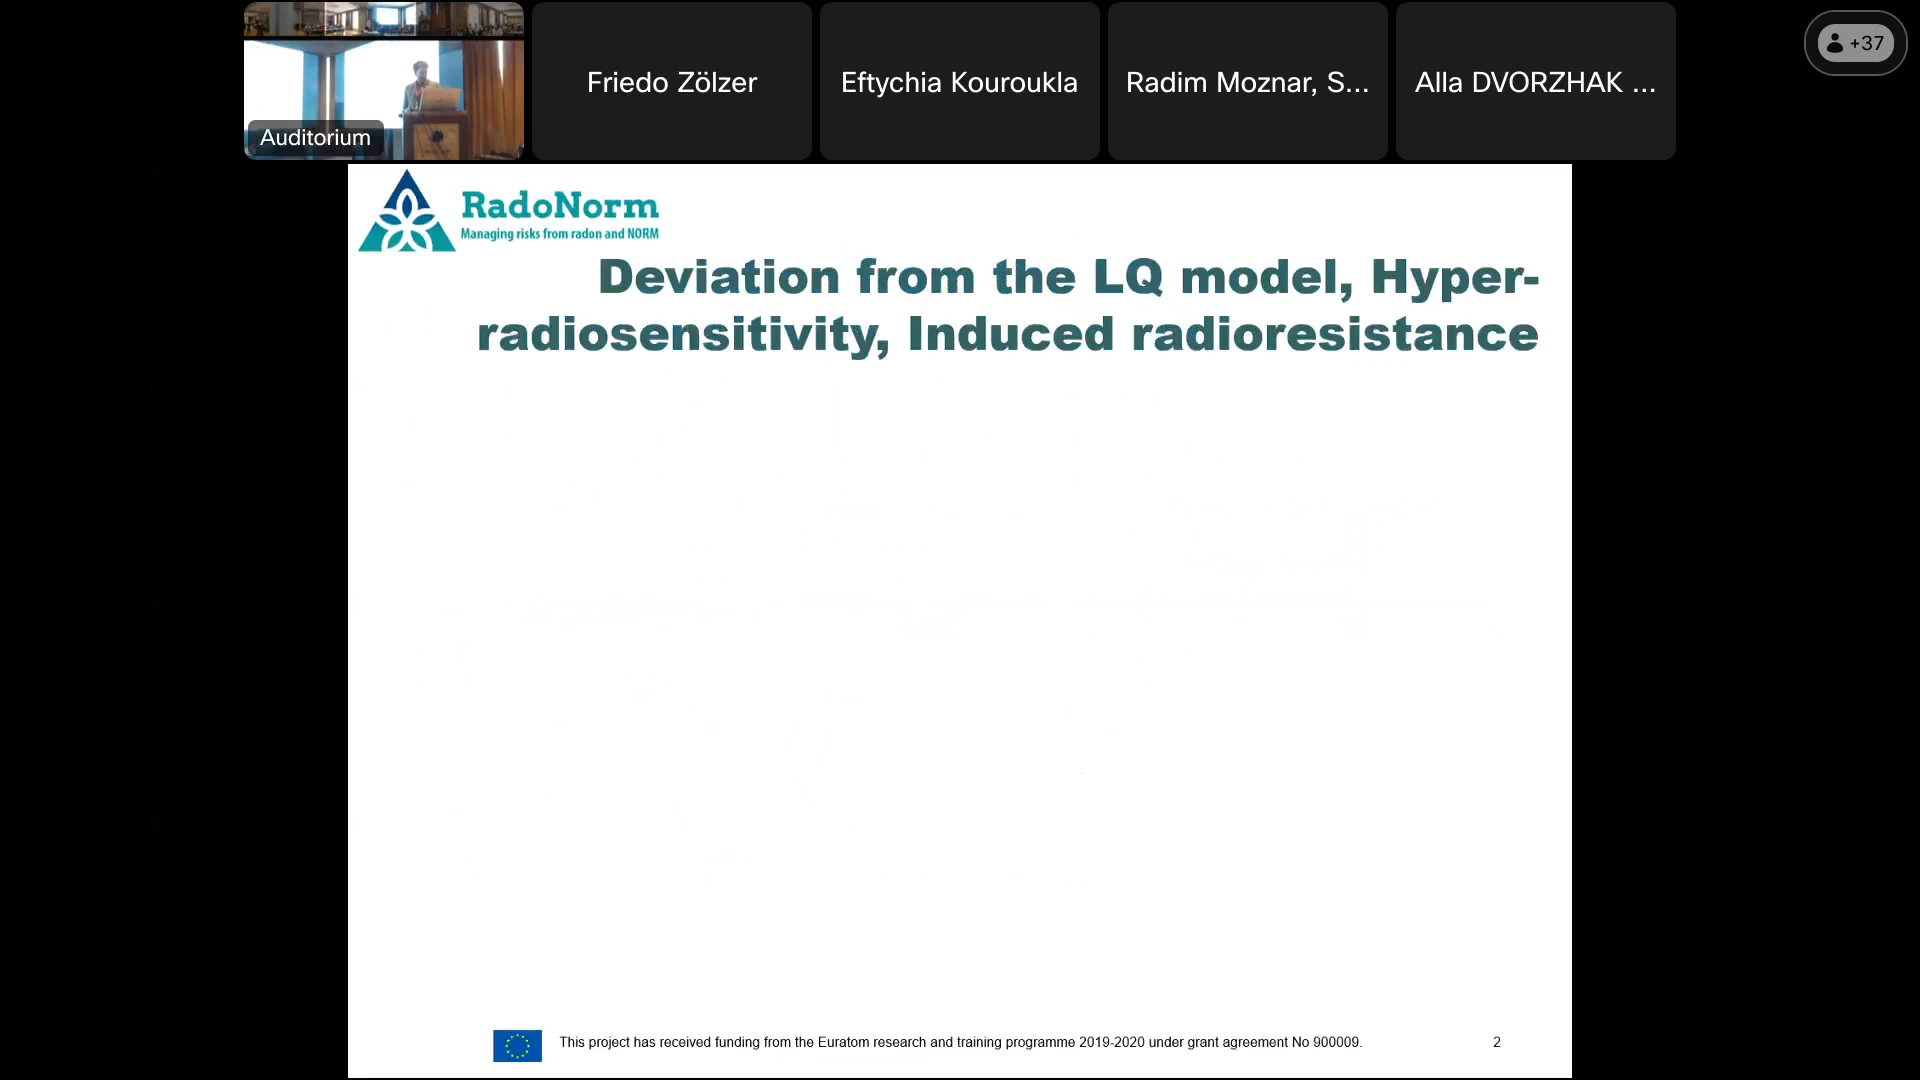 Auditorium
Friedo Zölzer
Eftychia Kouroukla
Radim Moznar, S...
Alla DVORZHAK ...
+37
RadoNorm
Managing risks from radon and NORM
Deviation from the LQ model, Hyper-
radiosensitivity, Induced radioresistance
This project has received funding from the Euratom research and training programme 2019-2020 under grant agreement No 900009.
2